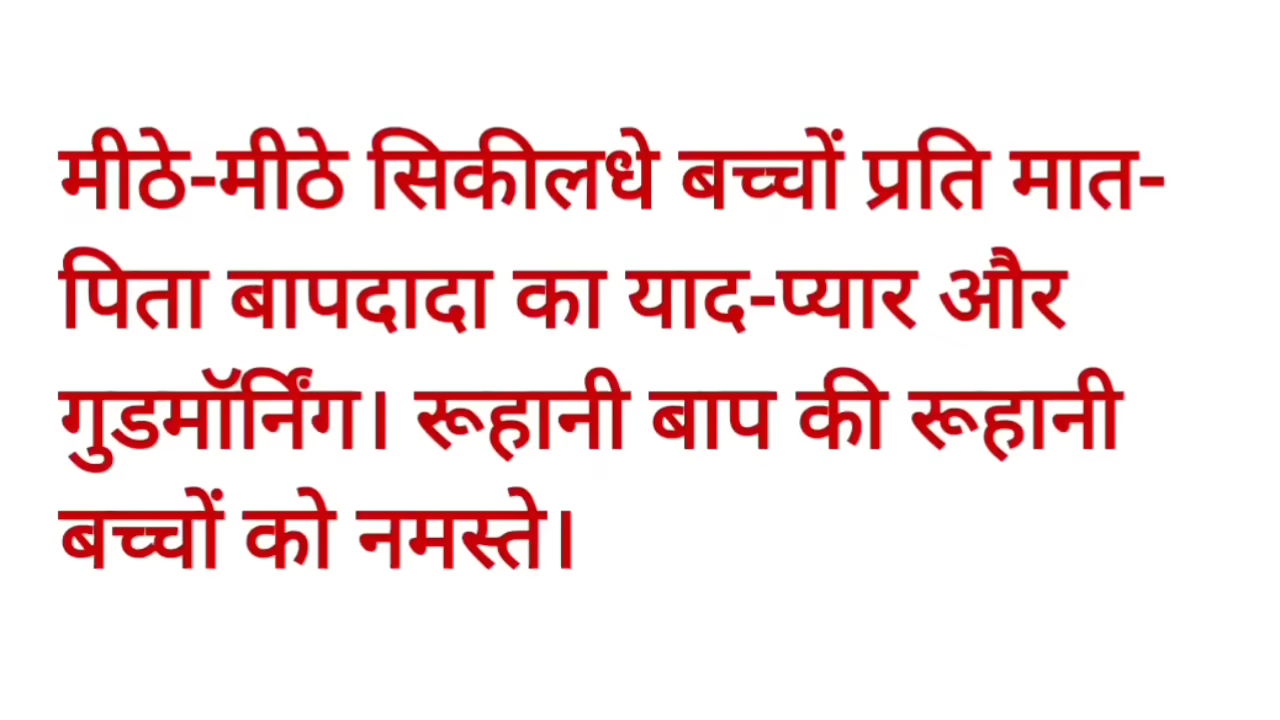 मीठे-मीठे सिकीलधे बच्चों प्रति मात-
पिता बापदादा का याद-प्यार और
गुडमॉर्निंग। रूहानी बाप की रूहानी
बच्चों को नमस्ते।